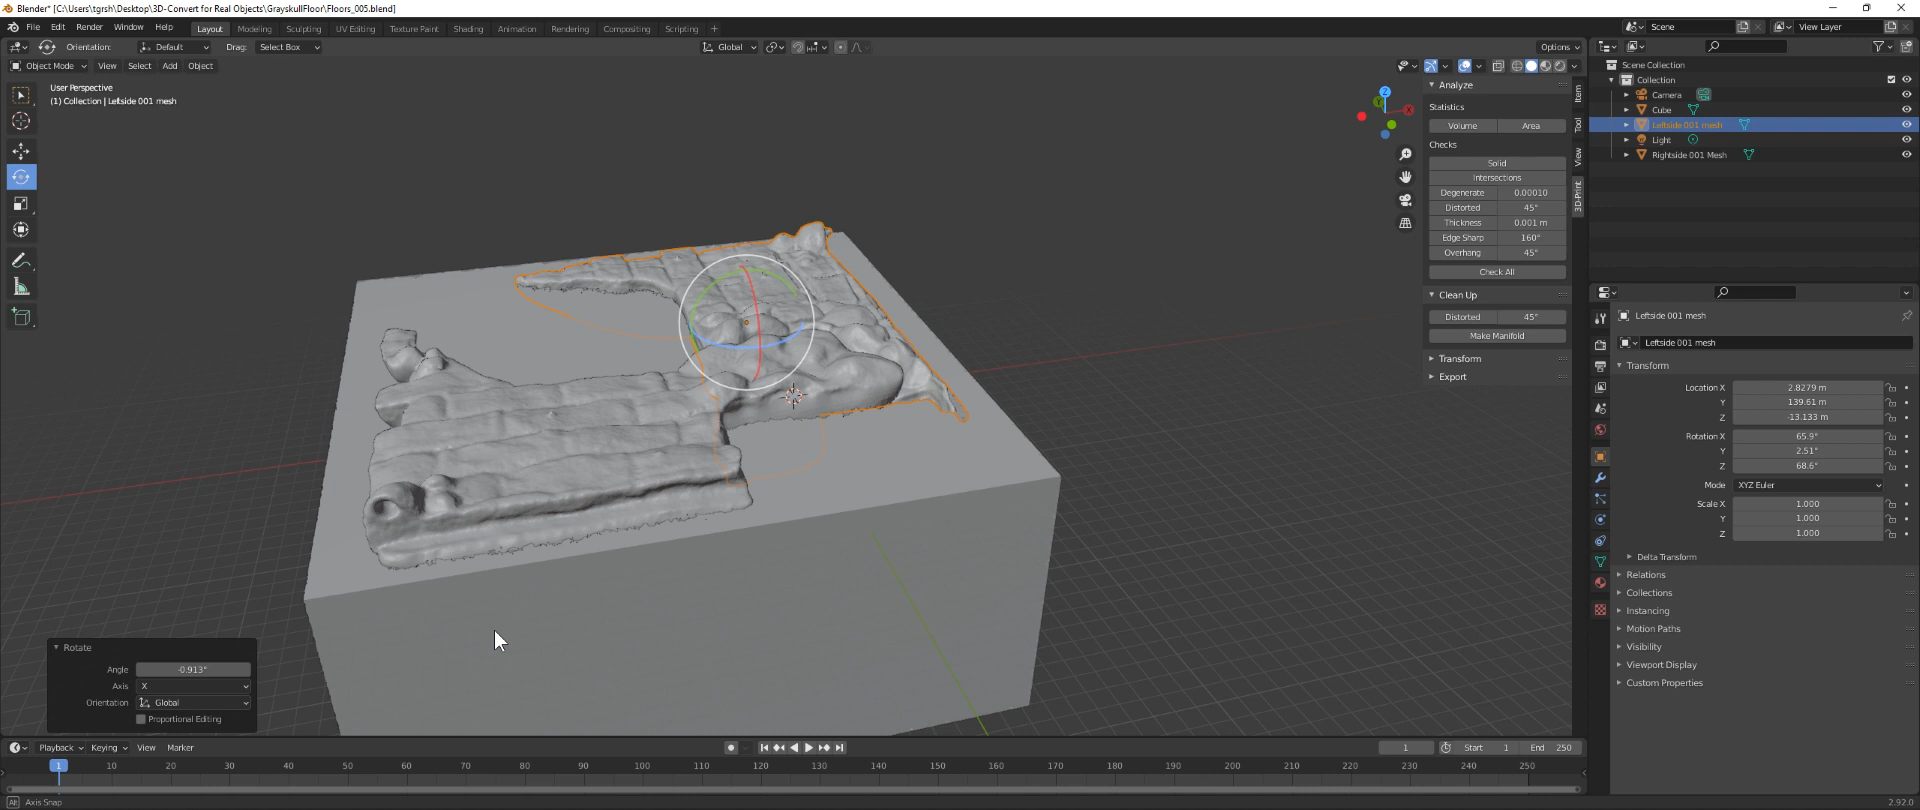 Blender* [C:\Users\tgrsh\Desktop\3D-Convert for Real Objects\GrayskullFloor\Floors_005.blend]
File Edit Render Window Help Layout Modeling Sculpting UV Editing Texture Paint Shading Animation Rendering Compositing Scripting + Scene View Layer
Orientation: Default Drag: Select Box Global Options
Object Mode View Select Add Object
User Perspective
(1) Collection | Leftside 001 mesh
Z
Y
X
Analyze
Statistics
Volume Area
Checks
Solid
Intersections
Degenerate 0.00010
Distorted 45°
Thickness 0.001 m
Edge Sharp 160°
Overhang 45°
Check All
Clean Up
Distorted 45°
Make Manifold
Transform
Export
Item
Tool
View
3D-Print
Scene Collection
Collection
Camera
Cube
Leftside 001 mesh
Light
Rightside 001 Mesh
Leftside 001 mesh
Leftside 001 mesh
Transform
Location X 2.8279 m
Y 139.61 m
Z -13.133 m
Rotation X 65.9°
Y 2.51°
Z 68.6°
Mode XYZ Euler
Scale X 1.000
Y 1.000
Z 1.000
Delta Transform
Relations
Collections
Instancing
Motion Paths
Visibility
Viewport Display
Custom Properties
Rotate
Angle -0.913°
Axis X
Orientation Global
Proportional Editing
Playback Keying View Marker 1 Start 1 End 250
1 10 20 30 40 50 60 70 80 90 100 110 120 130 140 150 160 170 180 190 200 210 220 230 240 250
Alt Axis Snap 2.92.0